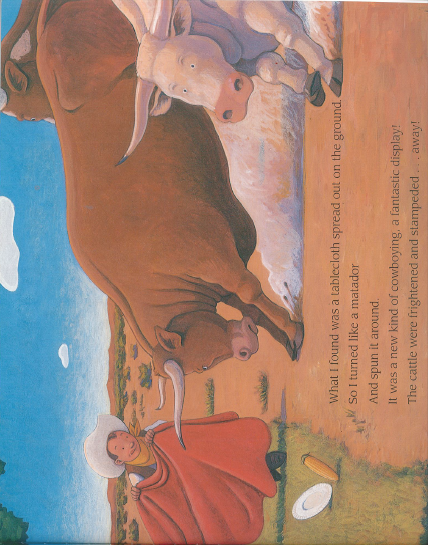 What I found was a tablecloth spread out on the ground.
So I turned like a matador
And spun it around.
It was a new kind of cowboying, a fantastic display!
The cattle were frightened and stampeded . . . away!